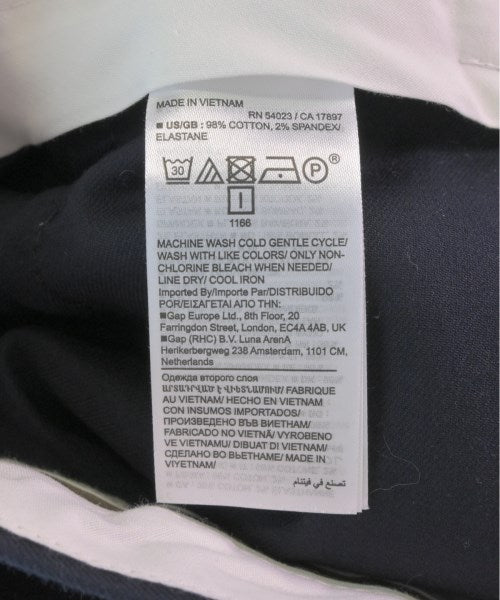 MADE IN VIETNAM
RN 54023 / CA 17897
■ US/GB : 98% COTTON, 2% SPANDEX/
ELASTANE
30
P
®
I
1166
MACHINE WASH COLD GENTLE CYCLE/
WASH WITH LIKE COLORS/ ONLY NON-
CHLORINE BLEACH WHEN NEEDED/
LINE DRY/ COOL IRON
Imported By/Importe Par/DISTRIBUIDO
POR/ΕΙΣΑΓΕΤΑΙ ΑΠΟ ΤΗΝ:
■Gap Europe Ltd., 8th Floor, 20
Farringdon Street, London, EC4A 4AB, UK
■Gap (RHC) B.V. Luna ArenA
Herikerbergweg 238 Amsterdam, 1101 CM,
Netherlands
Одежда второго слоя
ԱՐՏԱԴՐՎԱԾ Է ՎԻԵՏՆԱՄՈՒՄ/ FABRIQUE
AU VIETNAM/ HECHO EN VIETNAM
CON INSUMOS IMPORTADOS/
ПРОИЗВЕДЕНО ВЪВ ВИЕТНАМ/
FABRICADO NO VIETNÃ/ VYROBENO
VE VIETNAMU/ DIBUAT DI VIETNAM/
СДЕЛАНО ВО ВЬЕТНАМЕ/ MADE IN
VIYETNAM/
تصنع في فيتنام